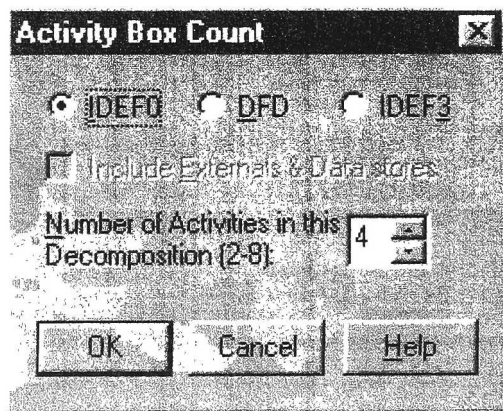 Activity Box Count
IDEF0 DFD IDEF3
Include Externals & Data stores
Number of Activities in this
Decomposition (2-8):
4
OK Cancel Help